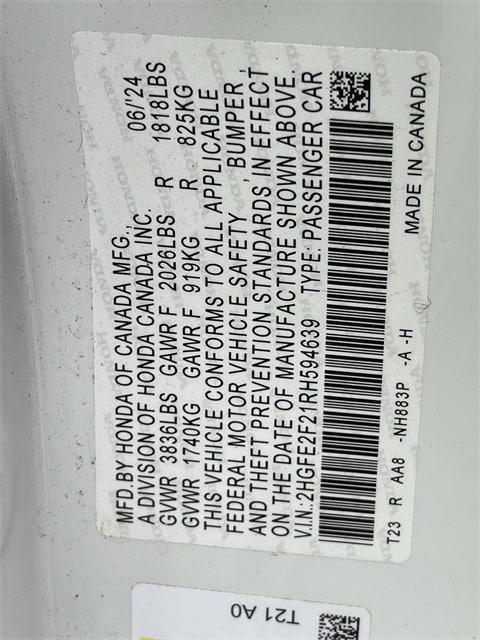 MFD.BY HONDA OF CANADA MFG., 06/'24
A DIVISION OF HONDA CANADA INC.
GVWR 3836LBS GAWR F 2026LBS R 1818LBS
GVWR 1740KG GAWR F 919KG R 825KG
THIS VEHICLE CONFORMS TO ALL APPLICABLE
FEDERAL MOTOR VEHICLE SAFETY , BUMPER ,
AND THEFT PREVENTION STANDARDS IN EFFECT
ON THE DATE OF MANUFACTURE SHOWN ABOVE.
V.I.N.:2HGFE2F21RH594639 TYPE:PASSENGER CAR
T23 R AA8 -NH883P -A -H MADE IN CANADA
T21 A0